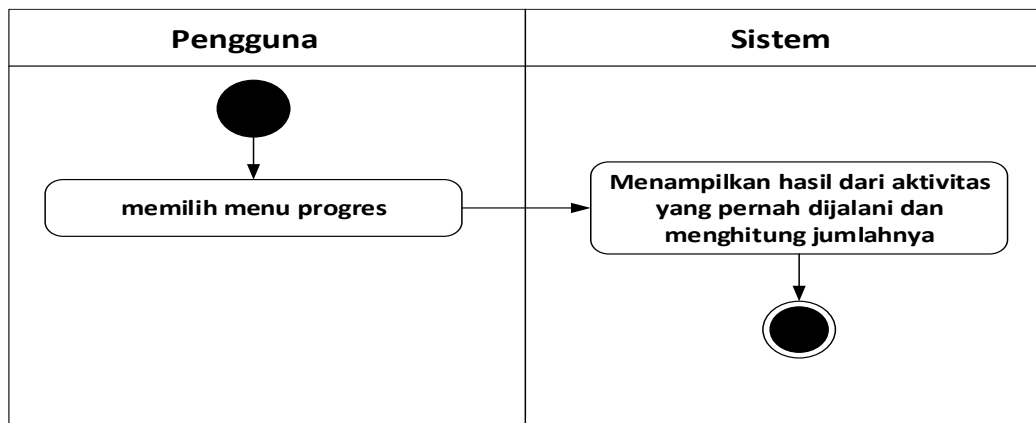 Pengguna
Sistem
memilih menu progres
Menampilkan hasil dari aktivitas
yang pernah dijalani dan
menghitung jumlahnya